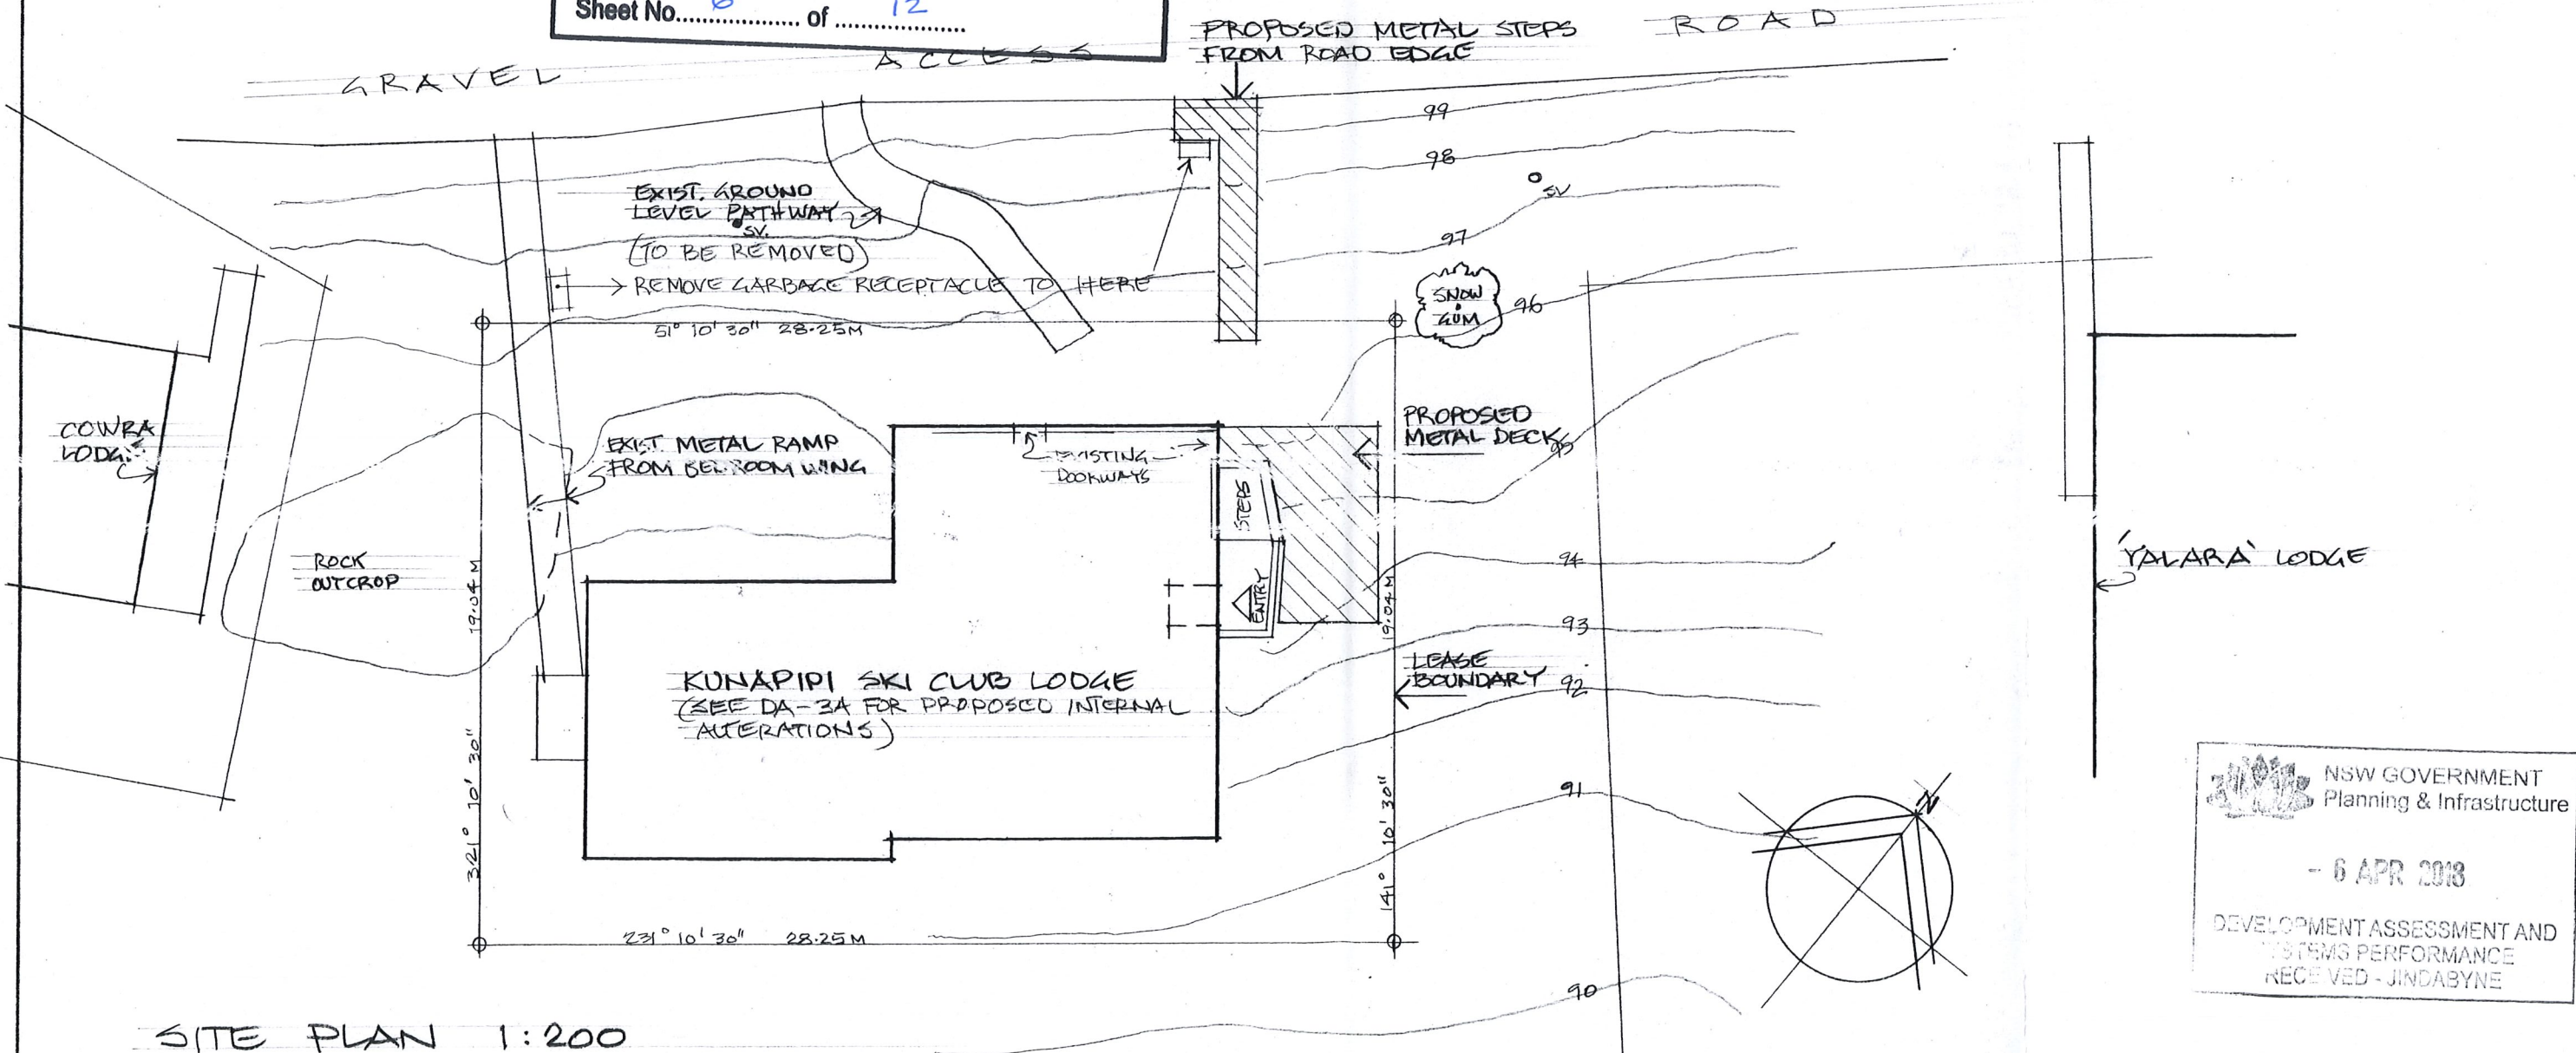 Sheet No. 6 of 12
PROPOSED METAL STEPS
FROM ROAD EDGE
GRAVEL ACCESS ROAD
99
98
SV
EXIST. GROUND
LEVEL PATHWAY
SV.
(TO BE REMOVED)
REMOVE GARBAGE RECEPTACLE TO HERE
97
SNOW
GUM
96
51° 10' 30" 28.25M
COWRA
LODGE
EXIST. METAL RAMP
FROM BEDROOM WING
EXISTING
DOORWAYS
PROPOSED
METAL DECK
95
STEPS
ROCK
OUTCROP
94
'YALARA' LODGE
ENTRY
19.04 M
19.04 M
93
KUNAPIPI SKI CLUB LODGE
(SEE DA-3A FOR PROPOSED INTERNAL
ALTERATIONS)
LEASE
BOUNDARY
92
321° 10' 30"
141° 10' 30"
91
N
NSW GOVERNMENT
Planning & Infrastructure
- 6 APR 2018
DEVELOPMENT ASSESSMENT AND
SYSTEMS PERFORMANCE
RECEIVED - JINDABYNE
231° 10' 30" 28.25M
90
SITE PLAN 1:200